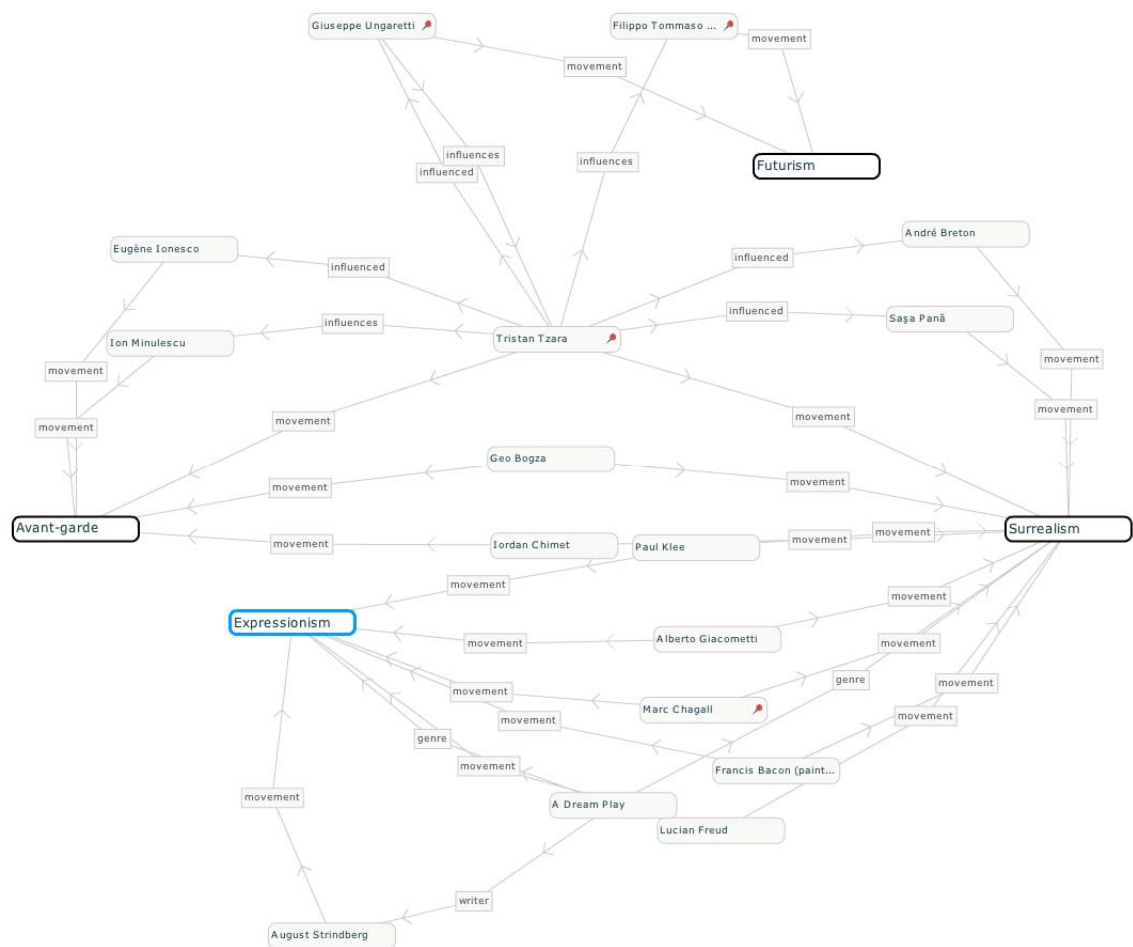 Giuseppe Ungaretti
Filippo Tommaso ...
movement
movement
influences
influenced
influences
Futurism
Eugène Ionesco
influenced
influenced
André Breton
Ion Minulescu
influences
Tristan Tzara
influenced
Saşa Pană
movement
movement
movement
movement
movement
movement
movement
Geo Bogza
movement
movement
Avant-garde
Surrealism
movement
Iordan Chimet
Paul Klee
movement
movement
movement
Expressionism
movement
movement
Alberto Giacometti
movement
genre
movement
movement
Marc Chagall
movement
movement
genre
movement
Francis Bacon (paint...
movement
A Dream Play
Lucian Freud
writer
August Strindberg